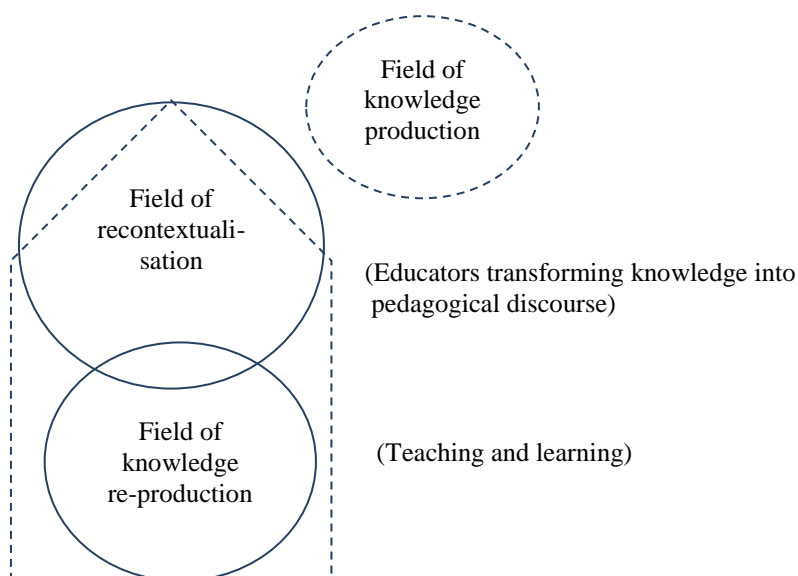 Field of
knowledge
production
Field of
recontextuali-
sation
(Educators transforming knowledge into
pedagogical discourse)
Field of
knowledge
re-production
(Teaching and learning)